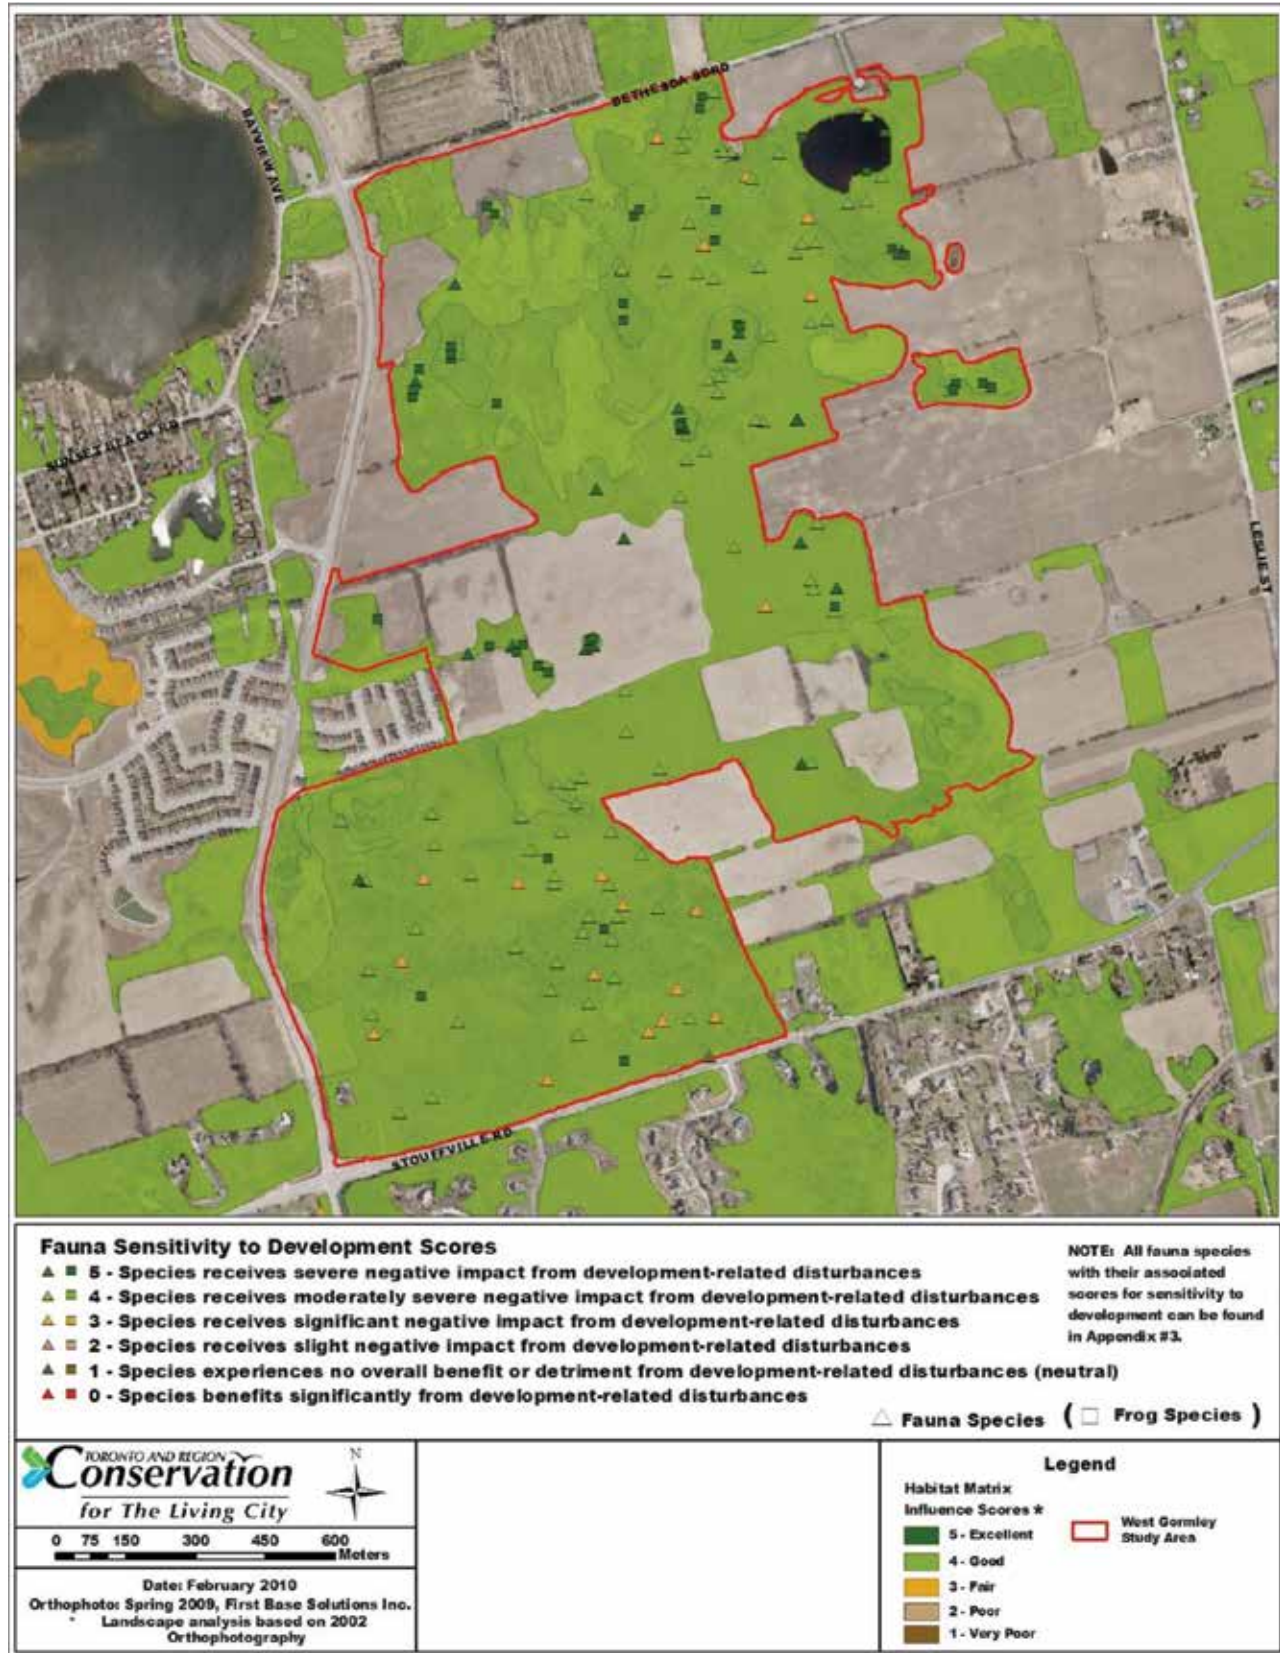 BETHESDA SDRD
BAYVIEW AVE
SUNSET BEACH RD
LESLIE ST
STOUFFVILLE RD
Fauna Sensitivity to Development Scores
5 - Species receives severe negative impact from development-related disturbances
4 - Species receives moderately severe negative impact from development-related disturbances
3 - Species receives significant negative impact from development-related disturbances
2 - Species receives slight negative impact from development-related disturbances
1 - Species experiences no overall benefit or detriment from development-related disturbances (neutral)
0 - Species benefits significantly from development-related disturbances
NOTE: All fauna species
with their associated
scores for sensitivity to
development can be found
in Appendix #3.
Fauna Species ( Frog Species )
TORONTO AND REGION
Conservation
for The Living City
N
0 75 150 300 450 600
Meters
Date: February 2010
Orthophoto: Spring 2009, First Base Solutions Inc.
* Landscape analysis based on 2002
Orthophotography
Legend
Habitat Matrix
Influence Scores *
5 - Excellent
4 - Good
3 - Fair
2 - Poor
1 - Very Poor
West Gormley
Study Area